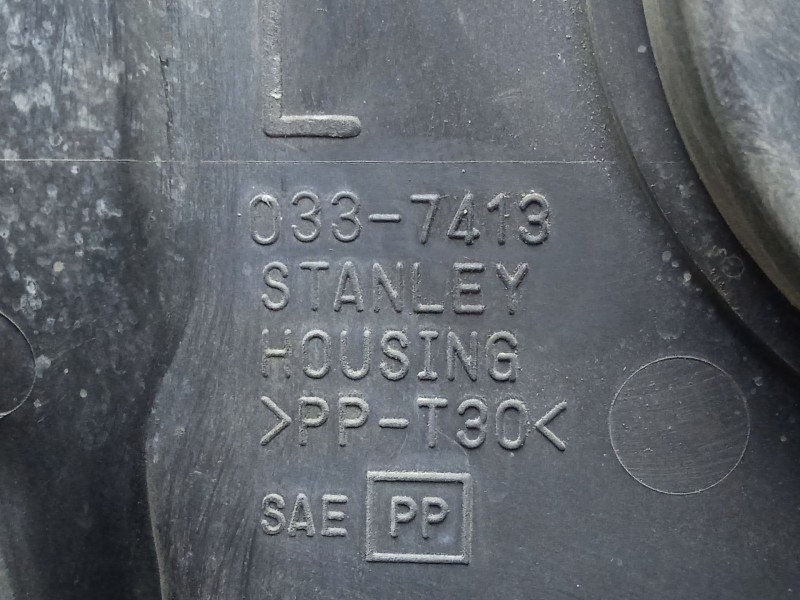 L
033-7413
STANLEY
HOUSING
>PP-T30<
SAE PP